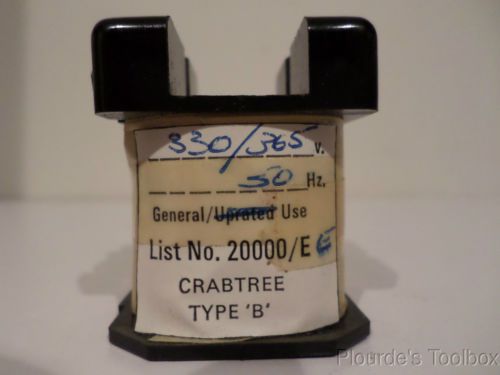 330/365 v.
50 Hz.
General/Uprated Use
List No. 20000/E E
CRABTREE
TYPE 'B'
Plourde's Toolbox